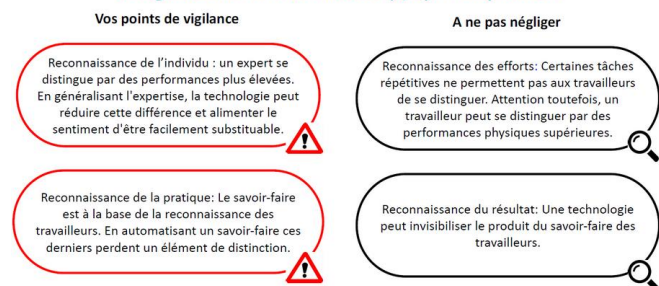 Vos points de vigilance
A ne pas négliger
Reconnaissance de l'individu : un expert se
distingue par des performances plus élevées.
En généralisant l'expertise, la technologie peut
réduire cette différence et alimenter le
sentiment d'être facilement substituable.
Reconnaissance des efforts: Certaines tâches
répétitives ne permettent pas aux travailleurs
de se distinguer. Attention toutefois, un
travailleur peut se distinguer par des
performances physiques supérieures.
Reconnaissance de la pratique: Le savoir-faire
est à la base de la reconnaissance des
travailleurs. En automatisant un savoir-faire ces
derniers perdent un élément de distinction.
Reconnaissance du résultat: Une technologie
peut invisibiliser le produit du savoir-faire des
travailleurs.